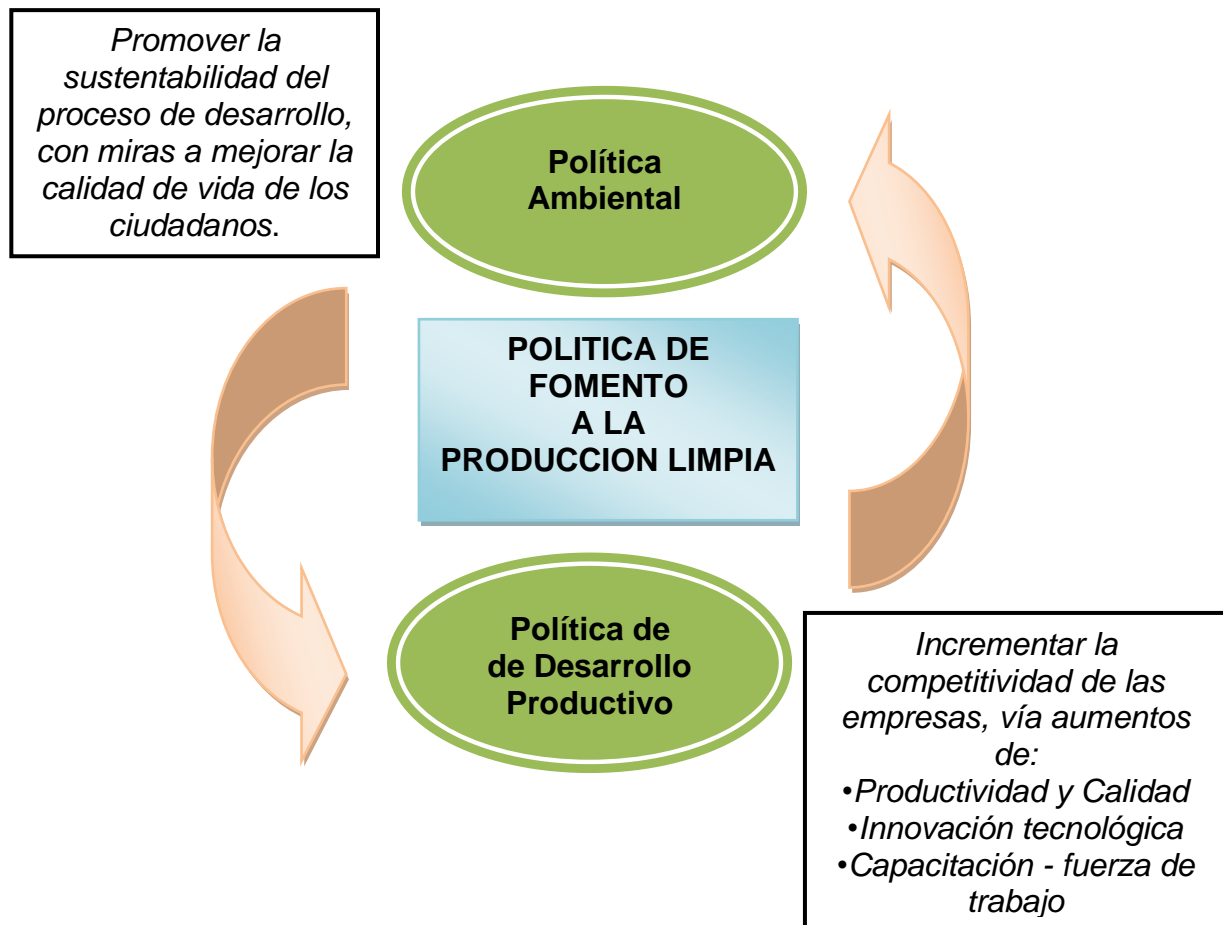 Promover la
sustentabilidad del
proceso de desarrollo,
con miras a mejorar la
calidad de vida de los
ciudadanos.
Política
Ambiental
POLITICA DE
FOMENTO
A LA
PRODUCCION LIMPIA
Política de
de Desarrollo
Productivo
Incrementar la
competitividad de las
empresas, vía aumentos
de:
•Productividad y Calidad
•Innovación tecnológica
•Capacitación - fuerza de
trabajo